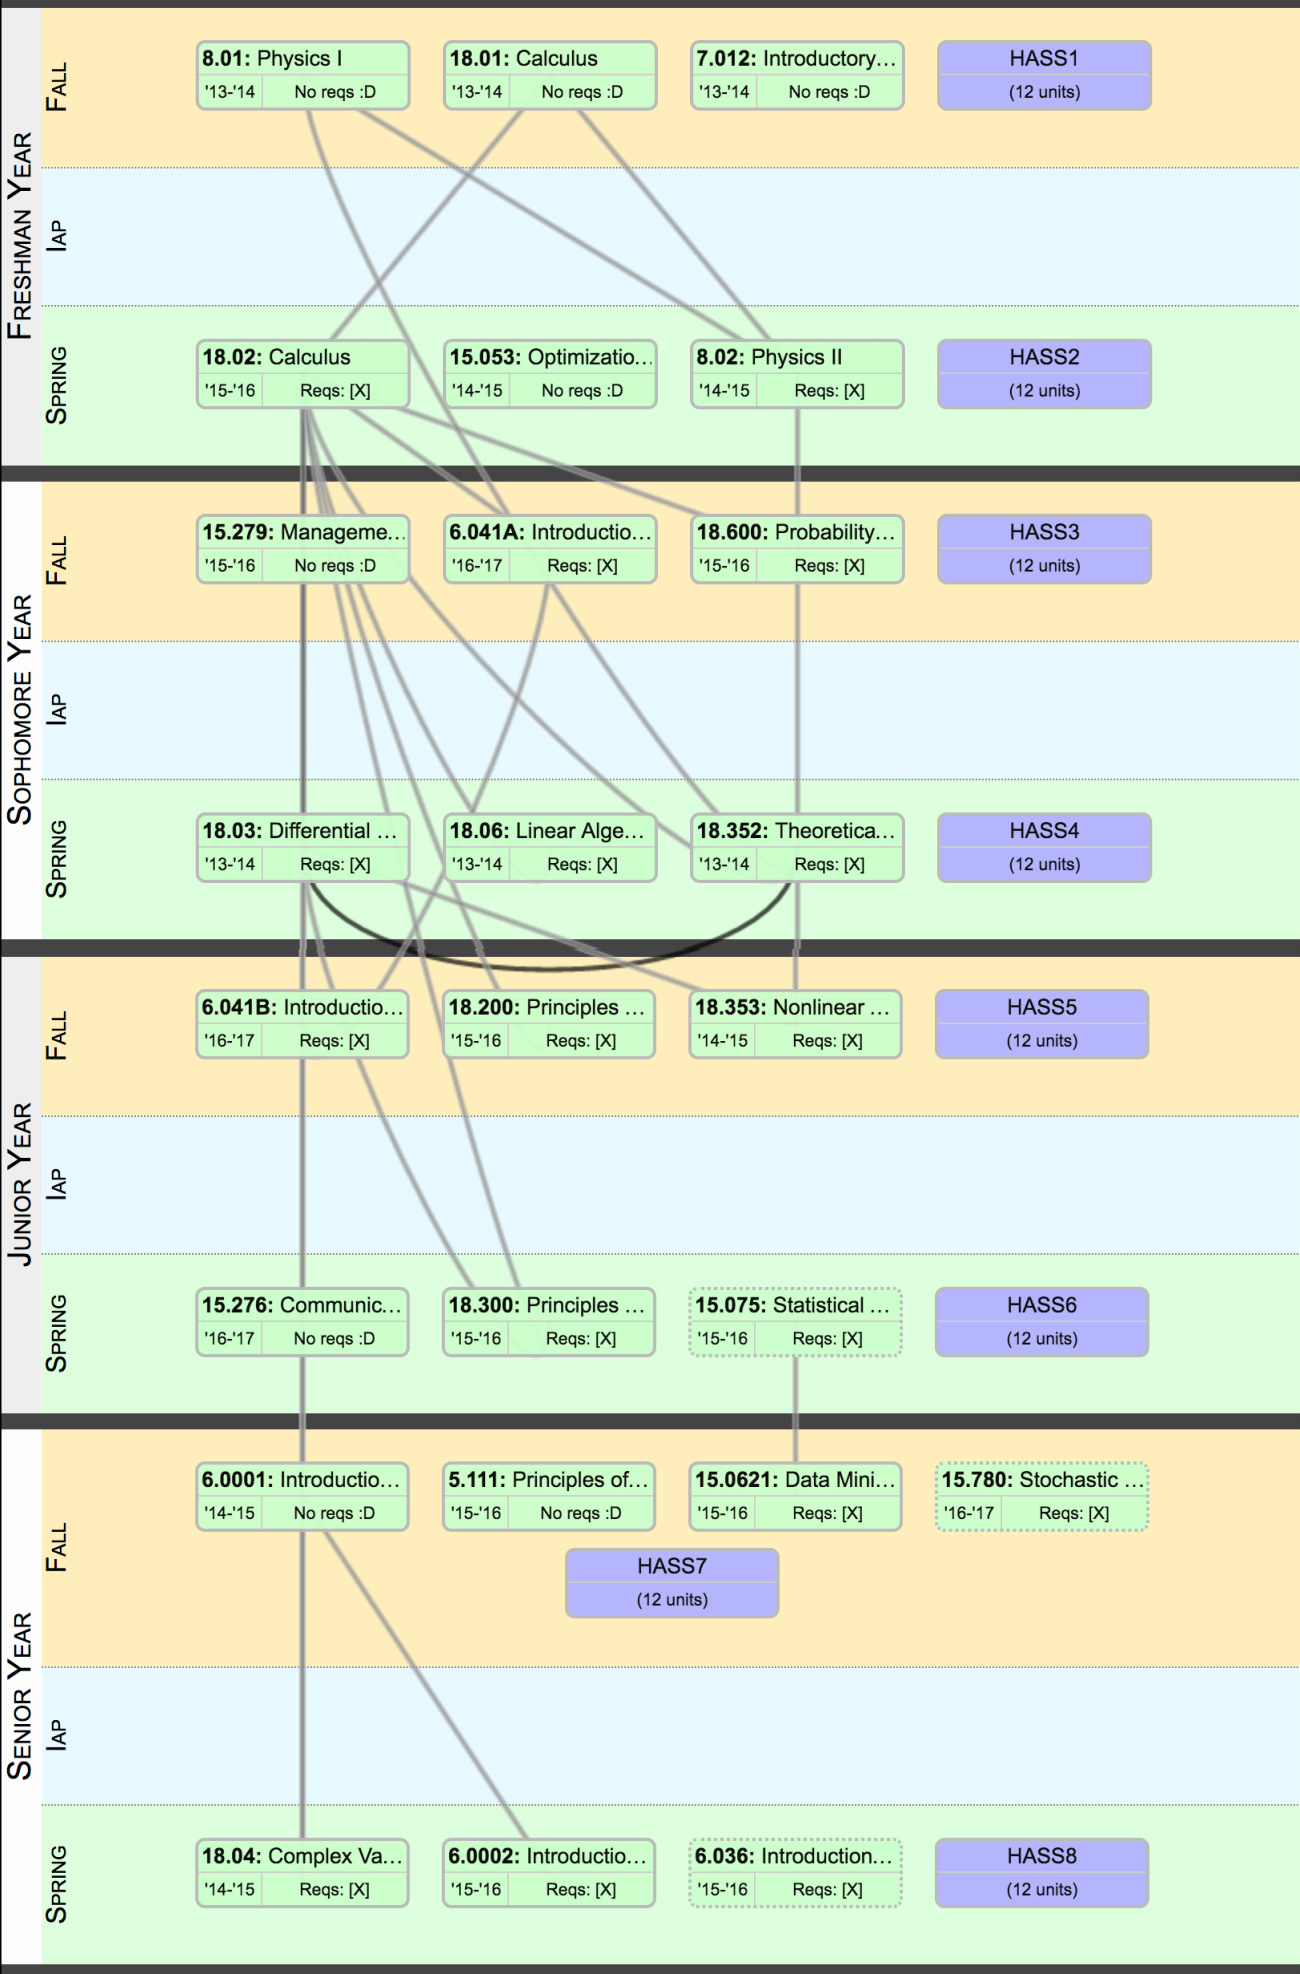 FRESHMAN YEAR
FALL
8.01: Physics I
'13-'14 No reqs :D
18.01: Calculus
'13-'14 No reqs :D
7.012: Introductory...
'13-'14 No reqs :D
HASS1
(12 units)
IAP
SPRING
18.02: Calculus
'15-'16 Reqs: [X]
15.053: Optimizatio...
'14-'15 No reqs :D
8.02: Physics II
'14-'15 Reqs: [X]
HASS2
(12 units)
SOPHOMORE YEAR
FALL
15.279: Manageme...
'15-'16 No reqs :D
6.041A: Introductio...
'16-'17 Reqs: [X]
18.600: Probability...
'15-'16 Reqs: [X]
HASS3
(12 units)
IAP
SPRING
18.03: Differential ...
'13-'14 Reqs: [X]
18.06: Linear Alge...
'13-'14 Reqs: [X]
18.352: Theoretica...
'13-'14 Reqs: [X]
HASS4
(12 units)
JUNIOR YEAR
FALL
6.041B: Introductio...
'16-'17 Reqs: [X]
18.200: Principles ...
'15-'16 Reqs: [X]
18.353: Nonlinear ...
'14-'15 Reqs: [X]
HASS5
(12 units)
IAP
SPRING
15.276: Communic...
'16-'17 No reqs :D
18.300: Principles ...
'15-'16 Reqs: [X]
15.075: Statistical ...
'15-'16 Reqs: [X]
HASS6
(12 units)
SENIOR YEAR
FALL
6.0001: Introductio...
'14-'15 No reqs :D
5.111: Principles of...
'15-'16 No reqs :D
15.0621: Data Mini...
'15-'16 Reqs: [X]
15.780: Stochastic ...
'16-'17 Reqs: [X]
HASS7
(12 units)
IAP
SPRING
18.04: Complex Va...
'14-'15 Reqs: [X]
6.0002: Introductio...
'15-'16 Reqs: [X]
6.036: Introduction...
'15-'16 Reqs: [X]
HASS8
(12 units)